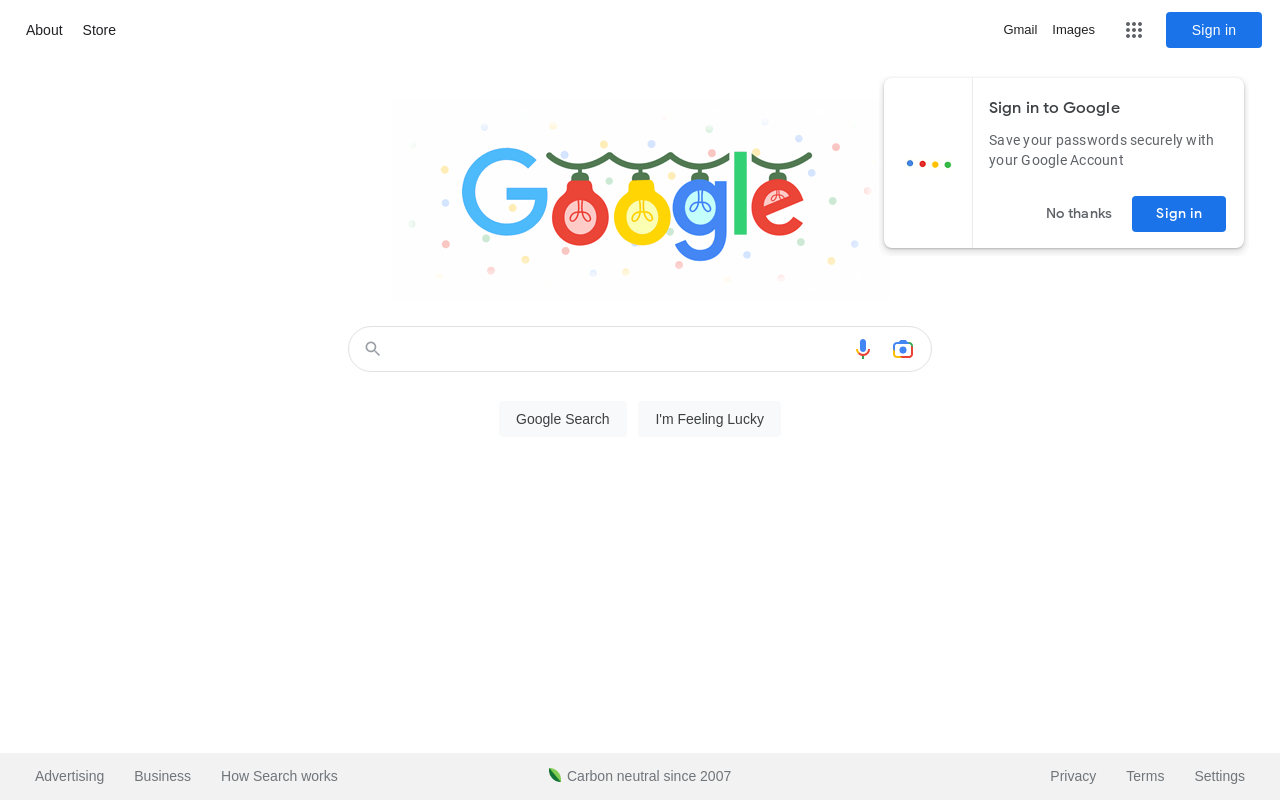 About Store
Gmail Images Sign in
Google
Sign in to Google
Save your passwords securely with
your Google Account
No thanks Sign in
Google Search I'm Feeling Lucky
Advertising Business How Search works
Carbon neutral since 2007
Privacy Terms Settings